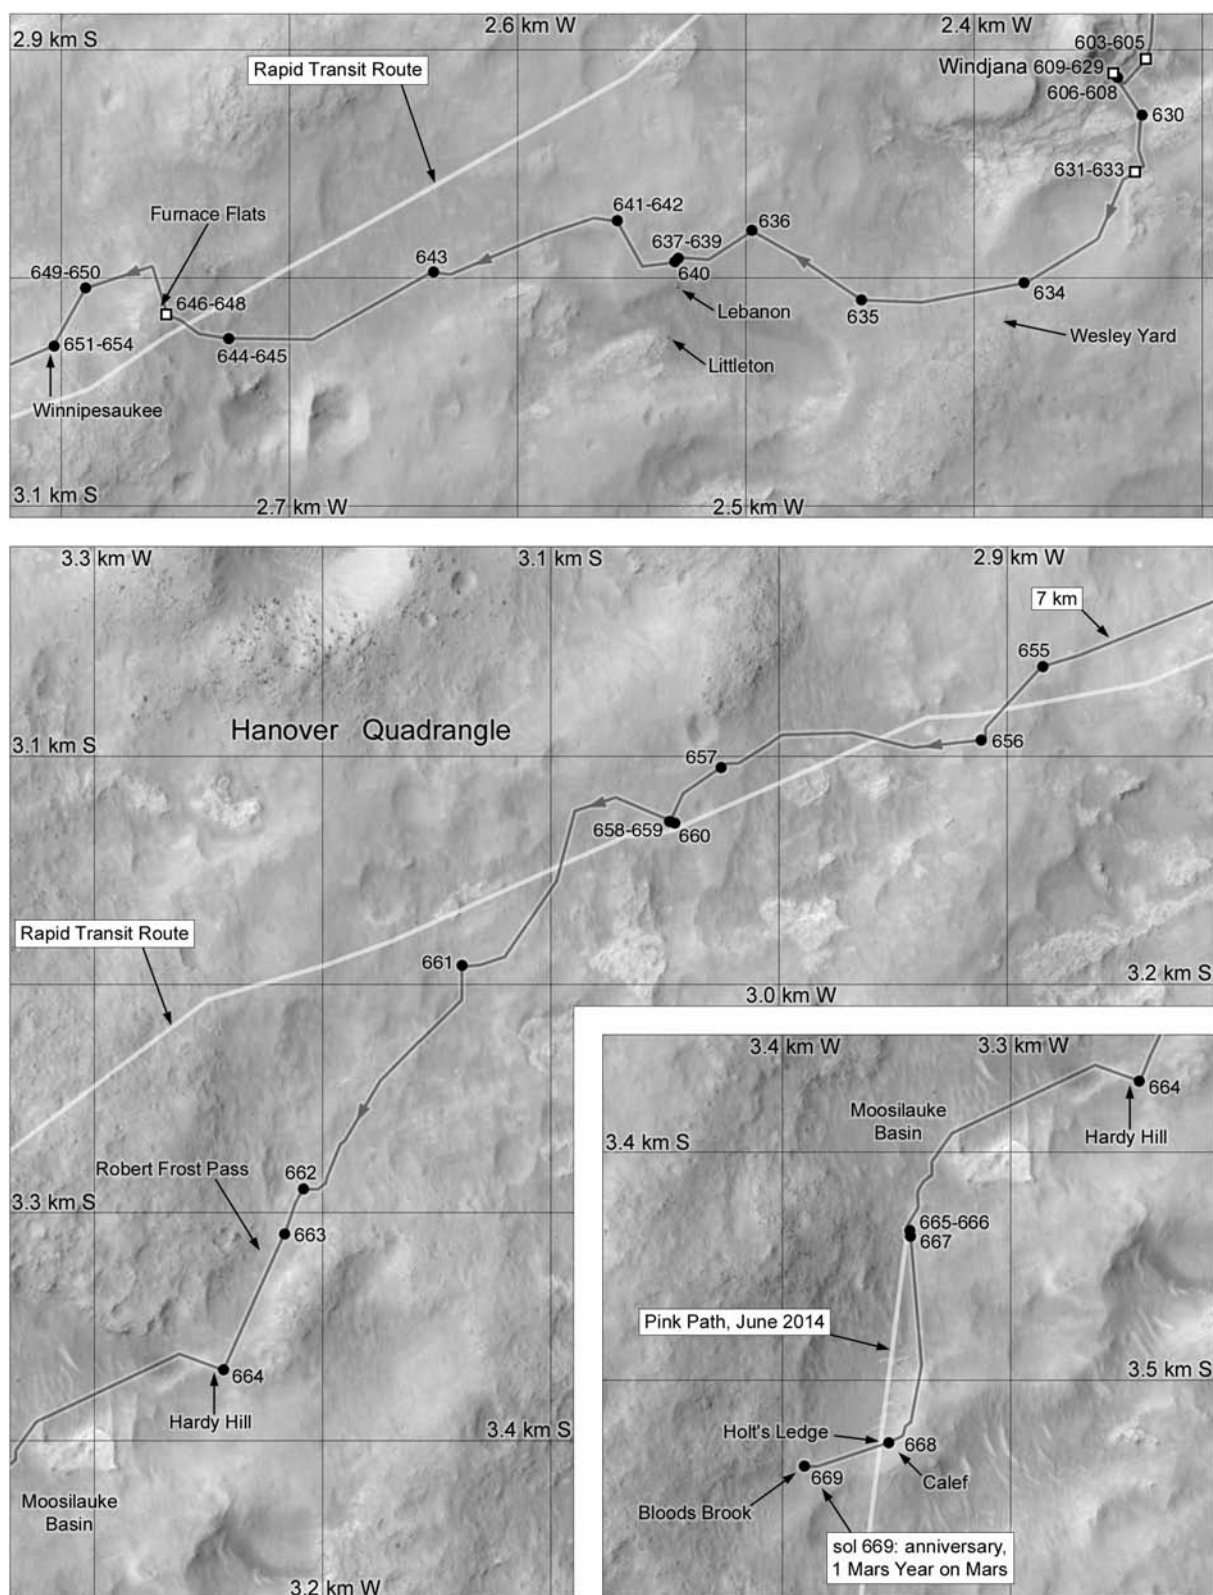 2.9 km S
2.6 km W
2.4 km W
603-605
Rapid Transit Route
Windjana 609-629
606-608
630
631-633
Furnace Flats
641-642
636
637-639
643
640
649-650
646-648
634
Lebanon
635
651-654
Wesley Yard
644-645
Littleton
Winnipesaukee
3.1 km S
2.7 km W
2.5 km W
3.3 km W
3.1 km S
2.9 km W
7 km
655
Hanover Quadrangle
3.1 km S
657
656
658-659
660
Rapid Transit Route
661
3.2 km S
3.0 km W
Robert Frost Pass
662
3.3 km S
663
664
Hardy Hill
3.4 km S
Moosilauke
Basin
3.2 km W
3.4 km W
3.3 km W
664
Moosilauke
Basin
Hardy Hill
3.4 km S
665-666
667
Pink Path, June 2014
3.5 km S
Holt's Ledge
668
669
Calef
Bloods Brook
sol 669: anniversary,
1 Mars Year on Mars